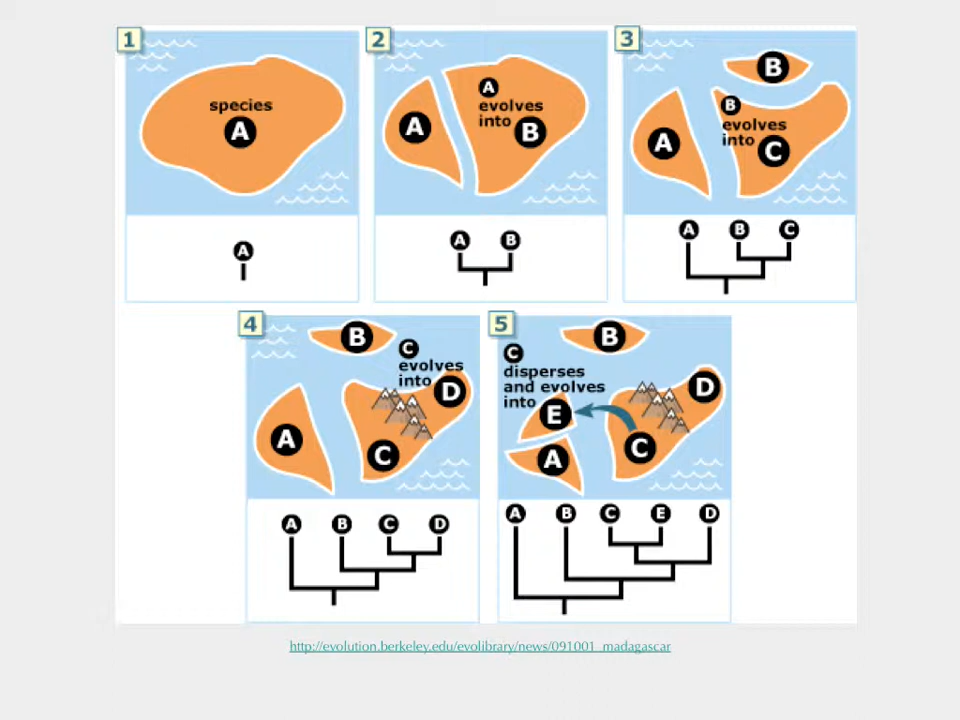 1
species
A
A
2
A
A
evolves
into B
A B
3
B
A
B
evolves
into C
A B C
4
B
C
evolves
into D
A
C
A B C D
5
B
C
disperses
and evolves
into E
D
A
C
A B C E D
http://evolution.berkeley.edu/evolibrary/news/091001_madagascar